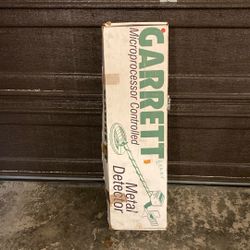 GARRETT
Microprocessor Controlled
Metal
Detector